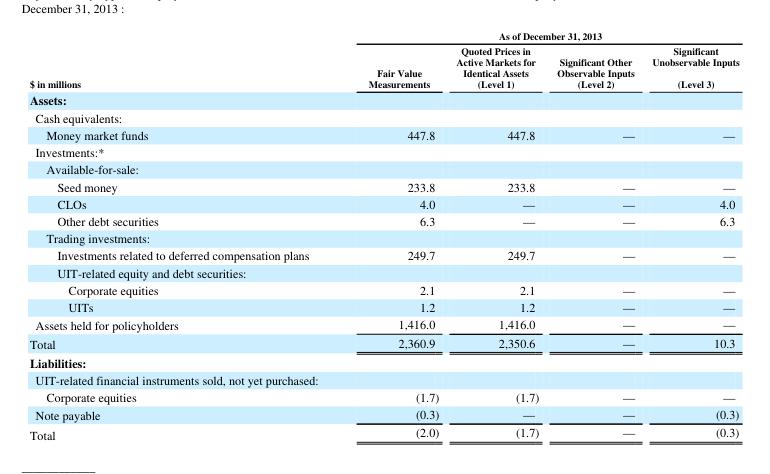 December 31, 2013 :
As of December 31, 2013
$ in millions Fair Value Measurements Quoted Prices in Active Markets for Identical Assets (Level 1) Significant Other Observable Inputs (Level 2) Significant Unobservable Inputs (Level 3)
Assets:
Cash equivalents:
Money market funds 447.8 447.8 — —
Investments:*
Available-for-sale:
Seed money 233.8 233.8 — —
CLOs 4.0 — — 4.0
Other debt securities 6.3 — — 6.3
Trading investments:
Investments related to deferred compensation plans 249.7 249.7 — —
UIT-related equity and debt securities:
Corporate equities 2.1 2.1 — —
UITs 1.2 1.2 — —
Assets held for policyholders 1,416.0 1,416.0 — —
Total 2,360.9 2,350.6 — 10.3
Liabilities:
UIT-related financial instruments sold, not yet purchased:
Corporate equities (1.7) (1.7) — —
Note payable (0.3) — — (0.3)
Total (2.0) (1.7) — (0.3)